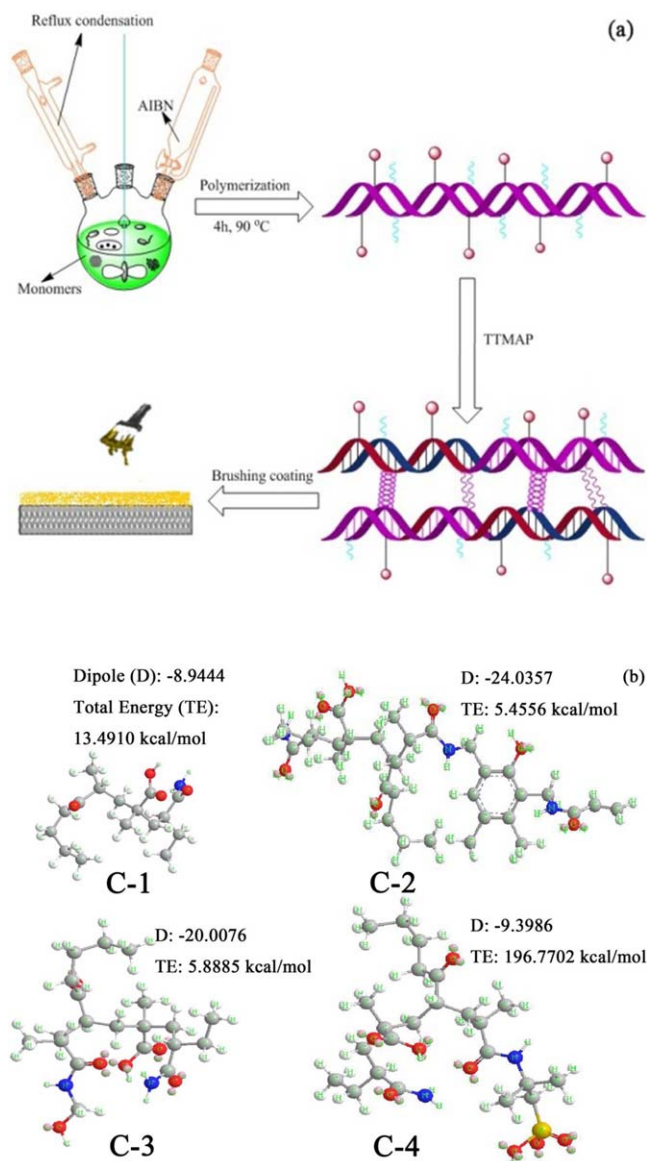 Reflux condensation
(a)
AIBN
Polymerization
4h, 90 °C
Monomers
TTMAP
Brushing coating
(b)
Dipole (D): -8.9444
Total Energy (TE):
13.4910 kcal/mol
D: -24.0357
TE: 5.4556 kcal/mol
C-1
C-2
D: -20.0076
TE: 5.8885 kcal/mol
D: -9.3986
TE: 196.7702 kcal/mol
C-3
C-4